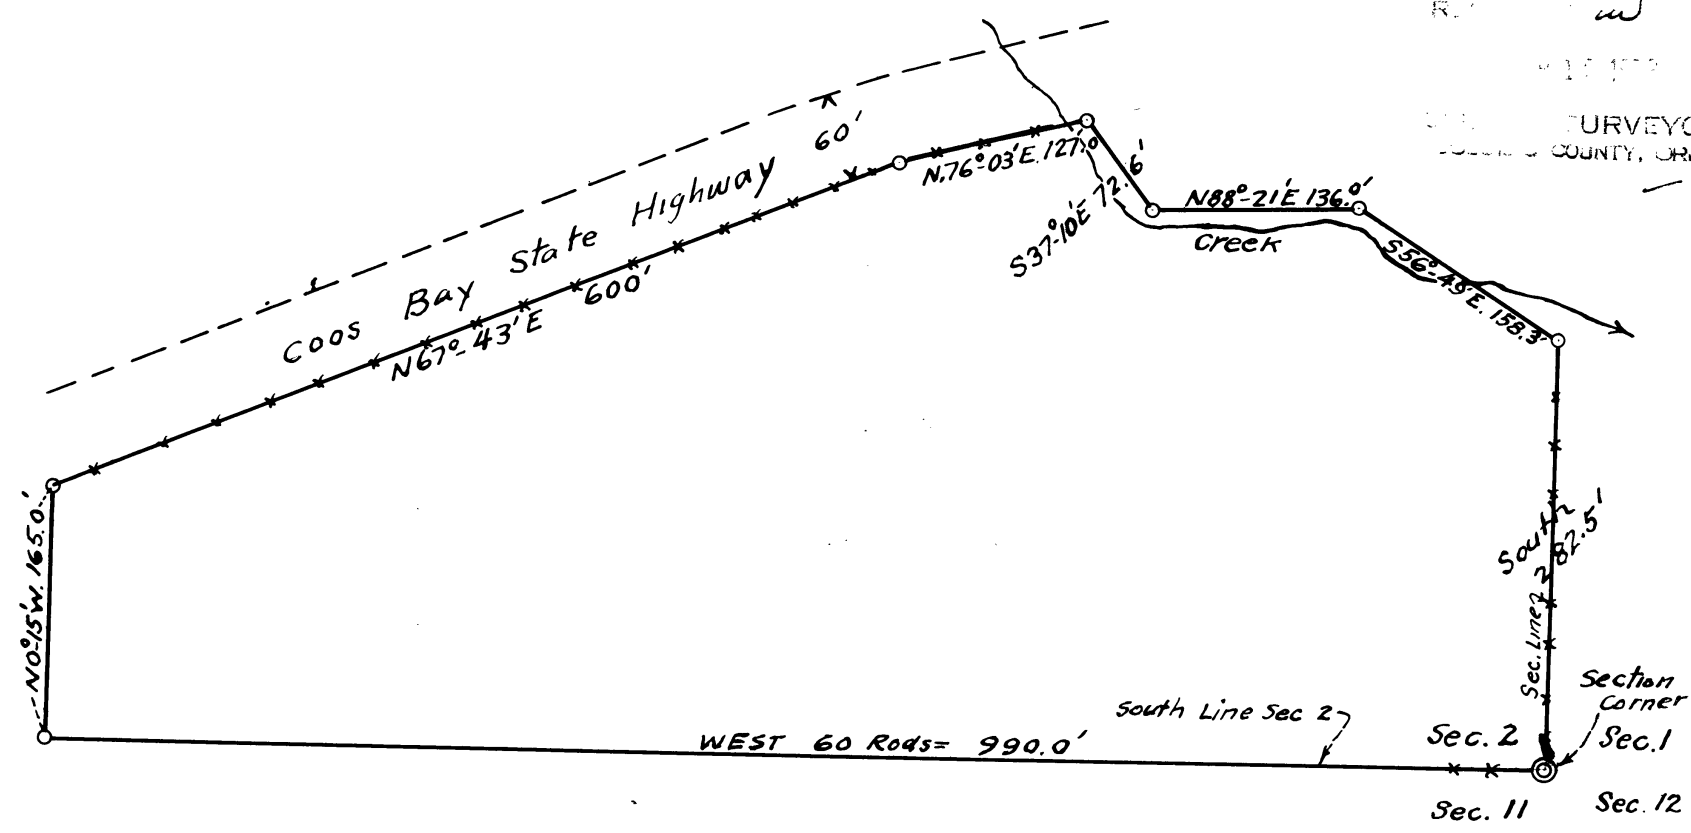 SURVEYO
COUNTY, ORE
60'
Coos Bay State Highway
N67°-43'E 600'
N.76°-03'E. 127.0'
S37°-10'E 72.6'
N88°-21'E 136.0'
Creek
S56°-49'E. 158.3'
South 282.5'
Sec. Line
N0°-15'W. 165.0'
Section
Corner
South Line Sec 2
WEST 60 Rods= 990.0'
Sec. 2
Sec. 1
Sec. 11
Sec. 12